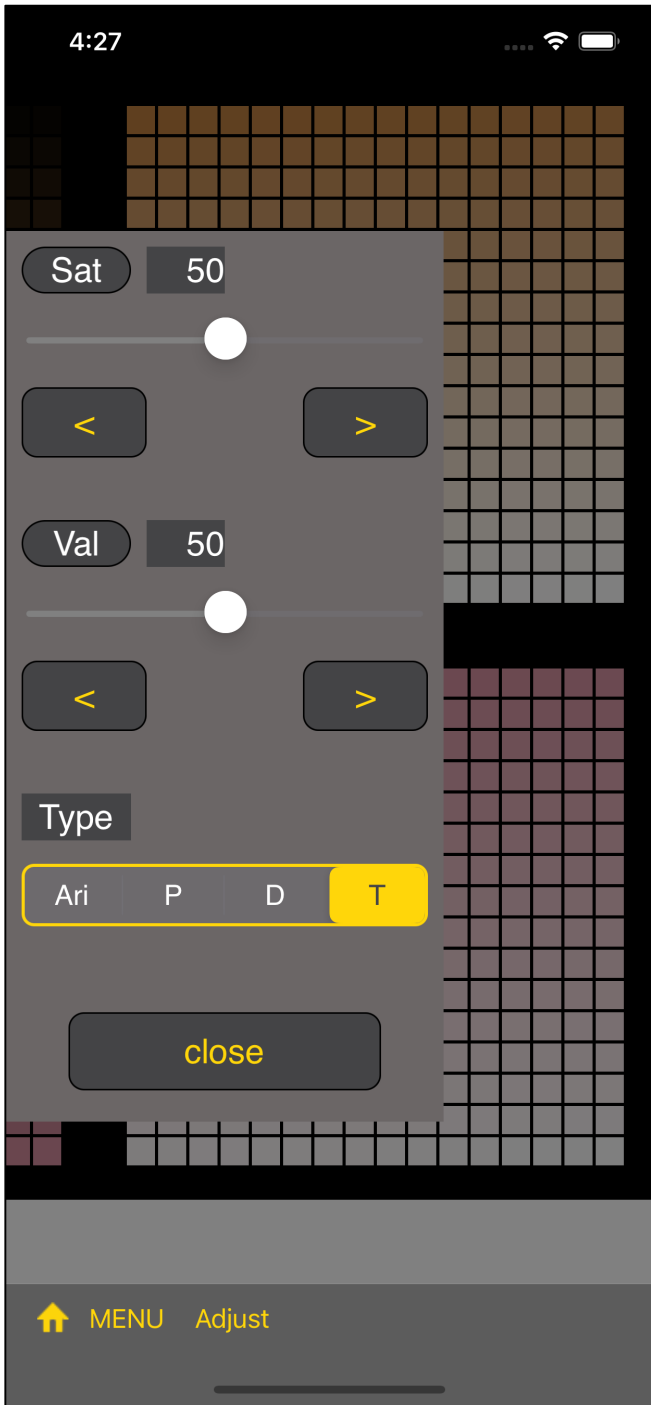 4:27
Sat 50
< >
Val 50
< >
Type
Ari P D T
close
MENU Adjust